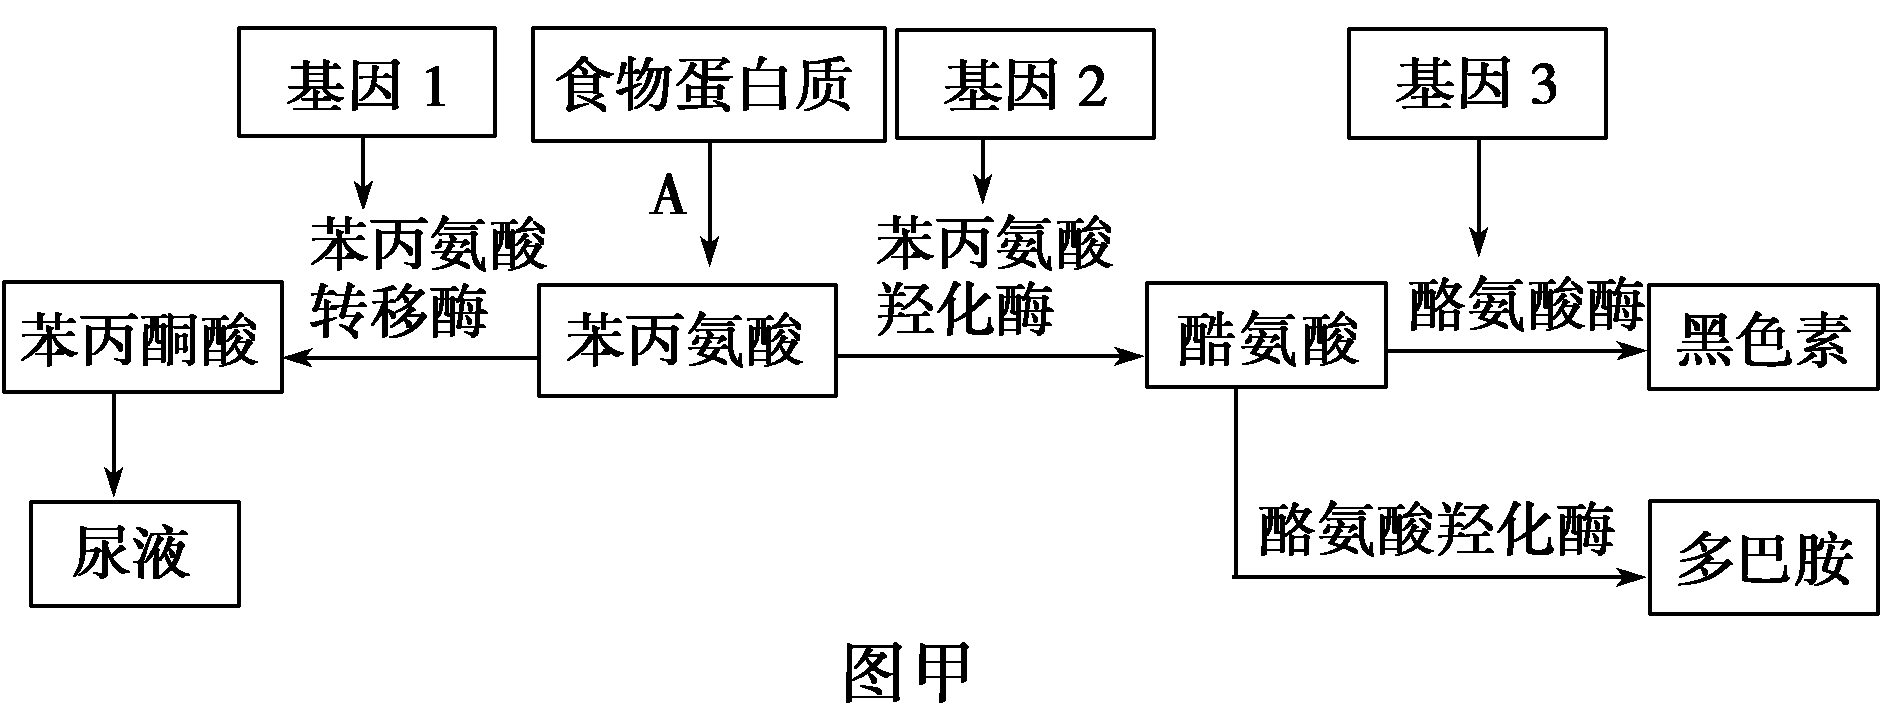 基因1
食物蛋白质
基因2
基因3
A
苯丙氨酸
转移酶
苯丙氨酸
羟化酶
苯丙酮酸
苯丙氨酸
酷氨酸
酪氨酸酶
黑色素
尿液
酪氨酸羟化酶
多巴胺
图甲